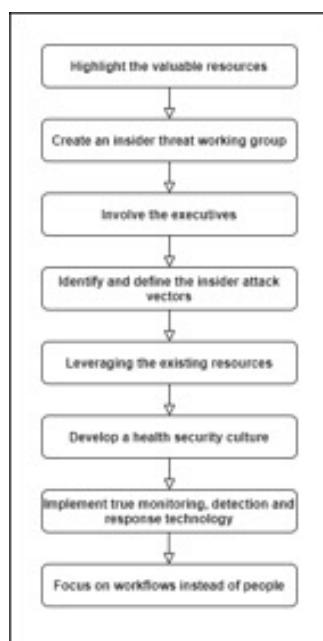 Highlight the valuable resources
Create an insider threat working group
Involve the executives
Identify and define the insider attack
vectors
Leveraging the existing resources
Develop a health security culture
Implement true monitoring, detection and
response technology
Focus on workflows instead of people